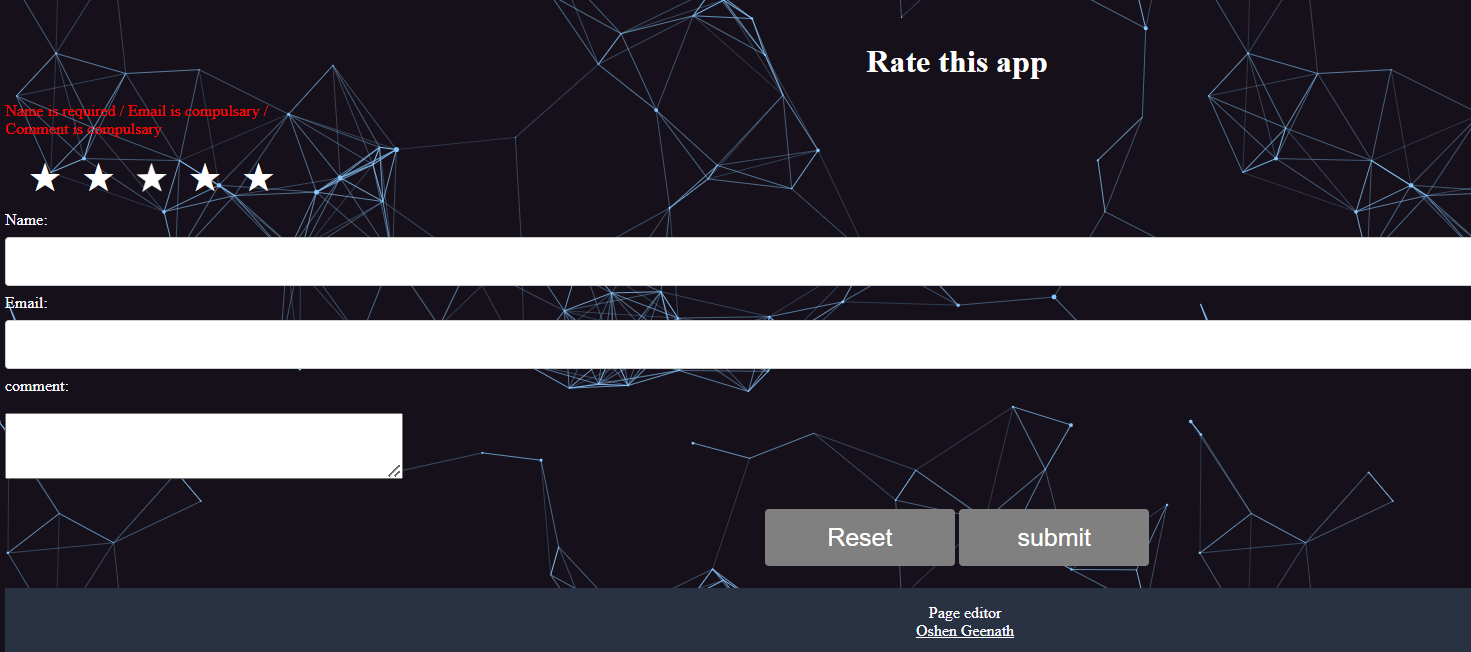 Rate this app
Name is required / Email is compulsary /
Comment is compulsary
Name:
Email:
comment:
Reset submit
Page editor
Oshen Geenath